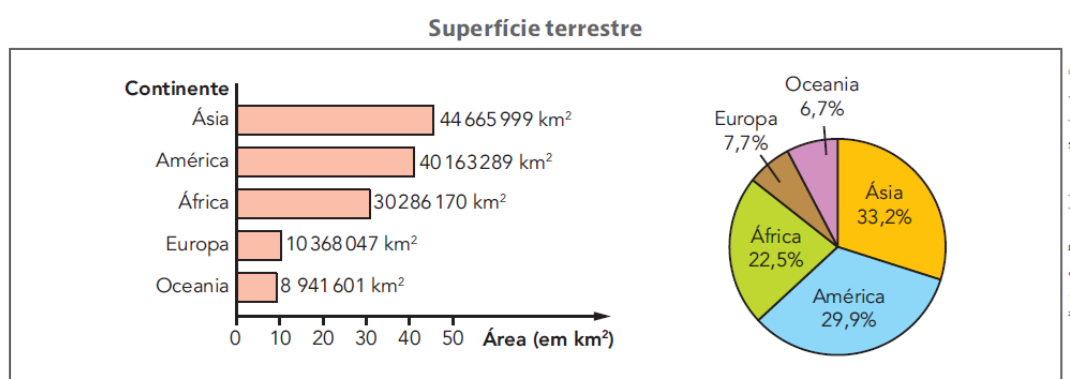 Superfície terrestre
Continente
Ásia 44 665 999 km²
América 40 163 289 km²
África 30 286 170 km²
Europa 10 368 047 km²
Oceania 8 941 601 km²
0 10 20 30 40 50 Área (em km²)
Oceania
6,7%
Europa
7,7%
Ásia
33,2%
África
22,5%
América
29,9%